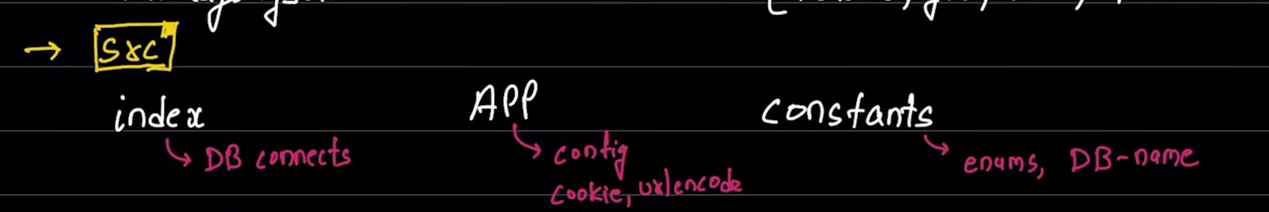 → src
index APP constants
↳ DB connects ↳ config ↳ enums, DB-name
cookie, urlencode